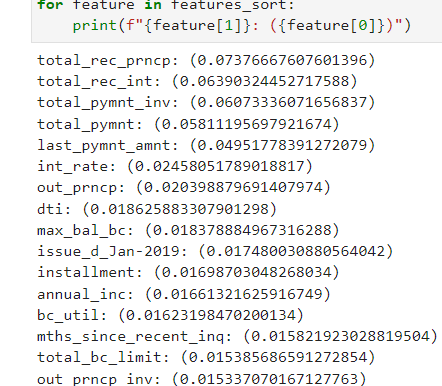 for feature in features_sort:
    print(f"{feature[1]}: ({feature[0]})")
total_rec_prncp: (0.07376667607601396)
total_rec_int: (0.06390324452717588)
total_pymnt_inv: (0.06073336071656837)
total_pymnt: (0.05811195697921674)
last_pymnt_amnt: (0.04951778391272079)
int_rate: (0.02458051789018817)
out_prncp: (0.020398879691407974)
dti: (0.018625883307901298)
max_bal_bc: (0.018378884967316288)
issue_d_Jan-2019: (0.017480030880564042)
installment: (0.01698703048268034)
annual_inc: (0.01661321625916749)
bc_util: (0.01623198470200134)
mths_since_recent_inq: (0.015821923028819504)
total_bc_limit: (0.015385686591272854)
out_prncp_inv: (0.015337070167127763)